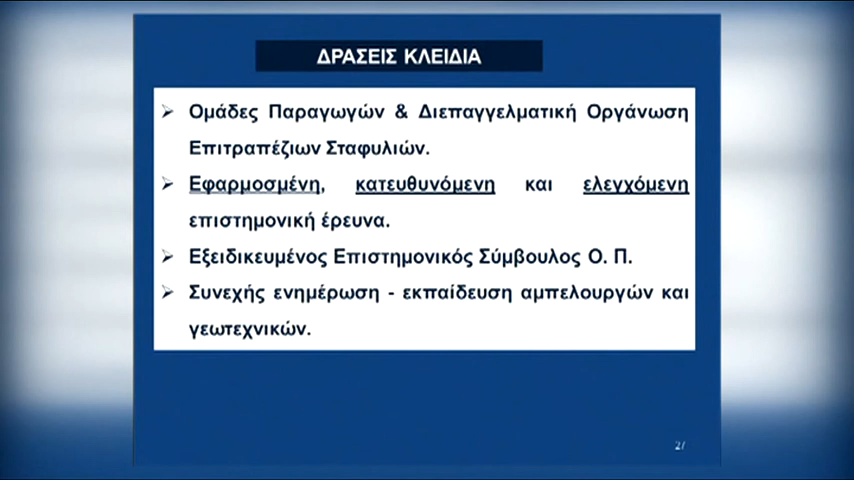 ΔΡΑΣΕΙΣ ΚΛΕΙΔΙΑ
➢ Ομάδες Παραγωγών & Διεπαγγελματική Οργάνωση
Επιτραπέζιων Σταφυλιών.
➢ Εφαρμοσμένη, κατευθυνόμενη και ελεγχόμενη
επιστημονική έρευνα.
➢ Εξειδικευμένος Επιστημονικός Σύμβουλος Ο. Π.
➢ Συνεχής ενημέρωση - εκπαίδευση αμπελουργών και
γεωτεχνικών.